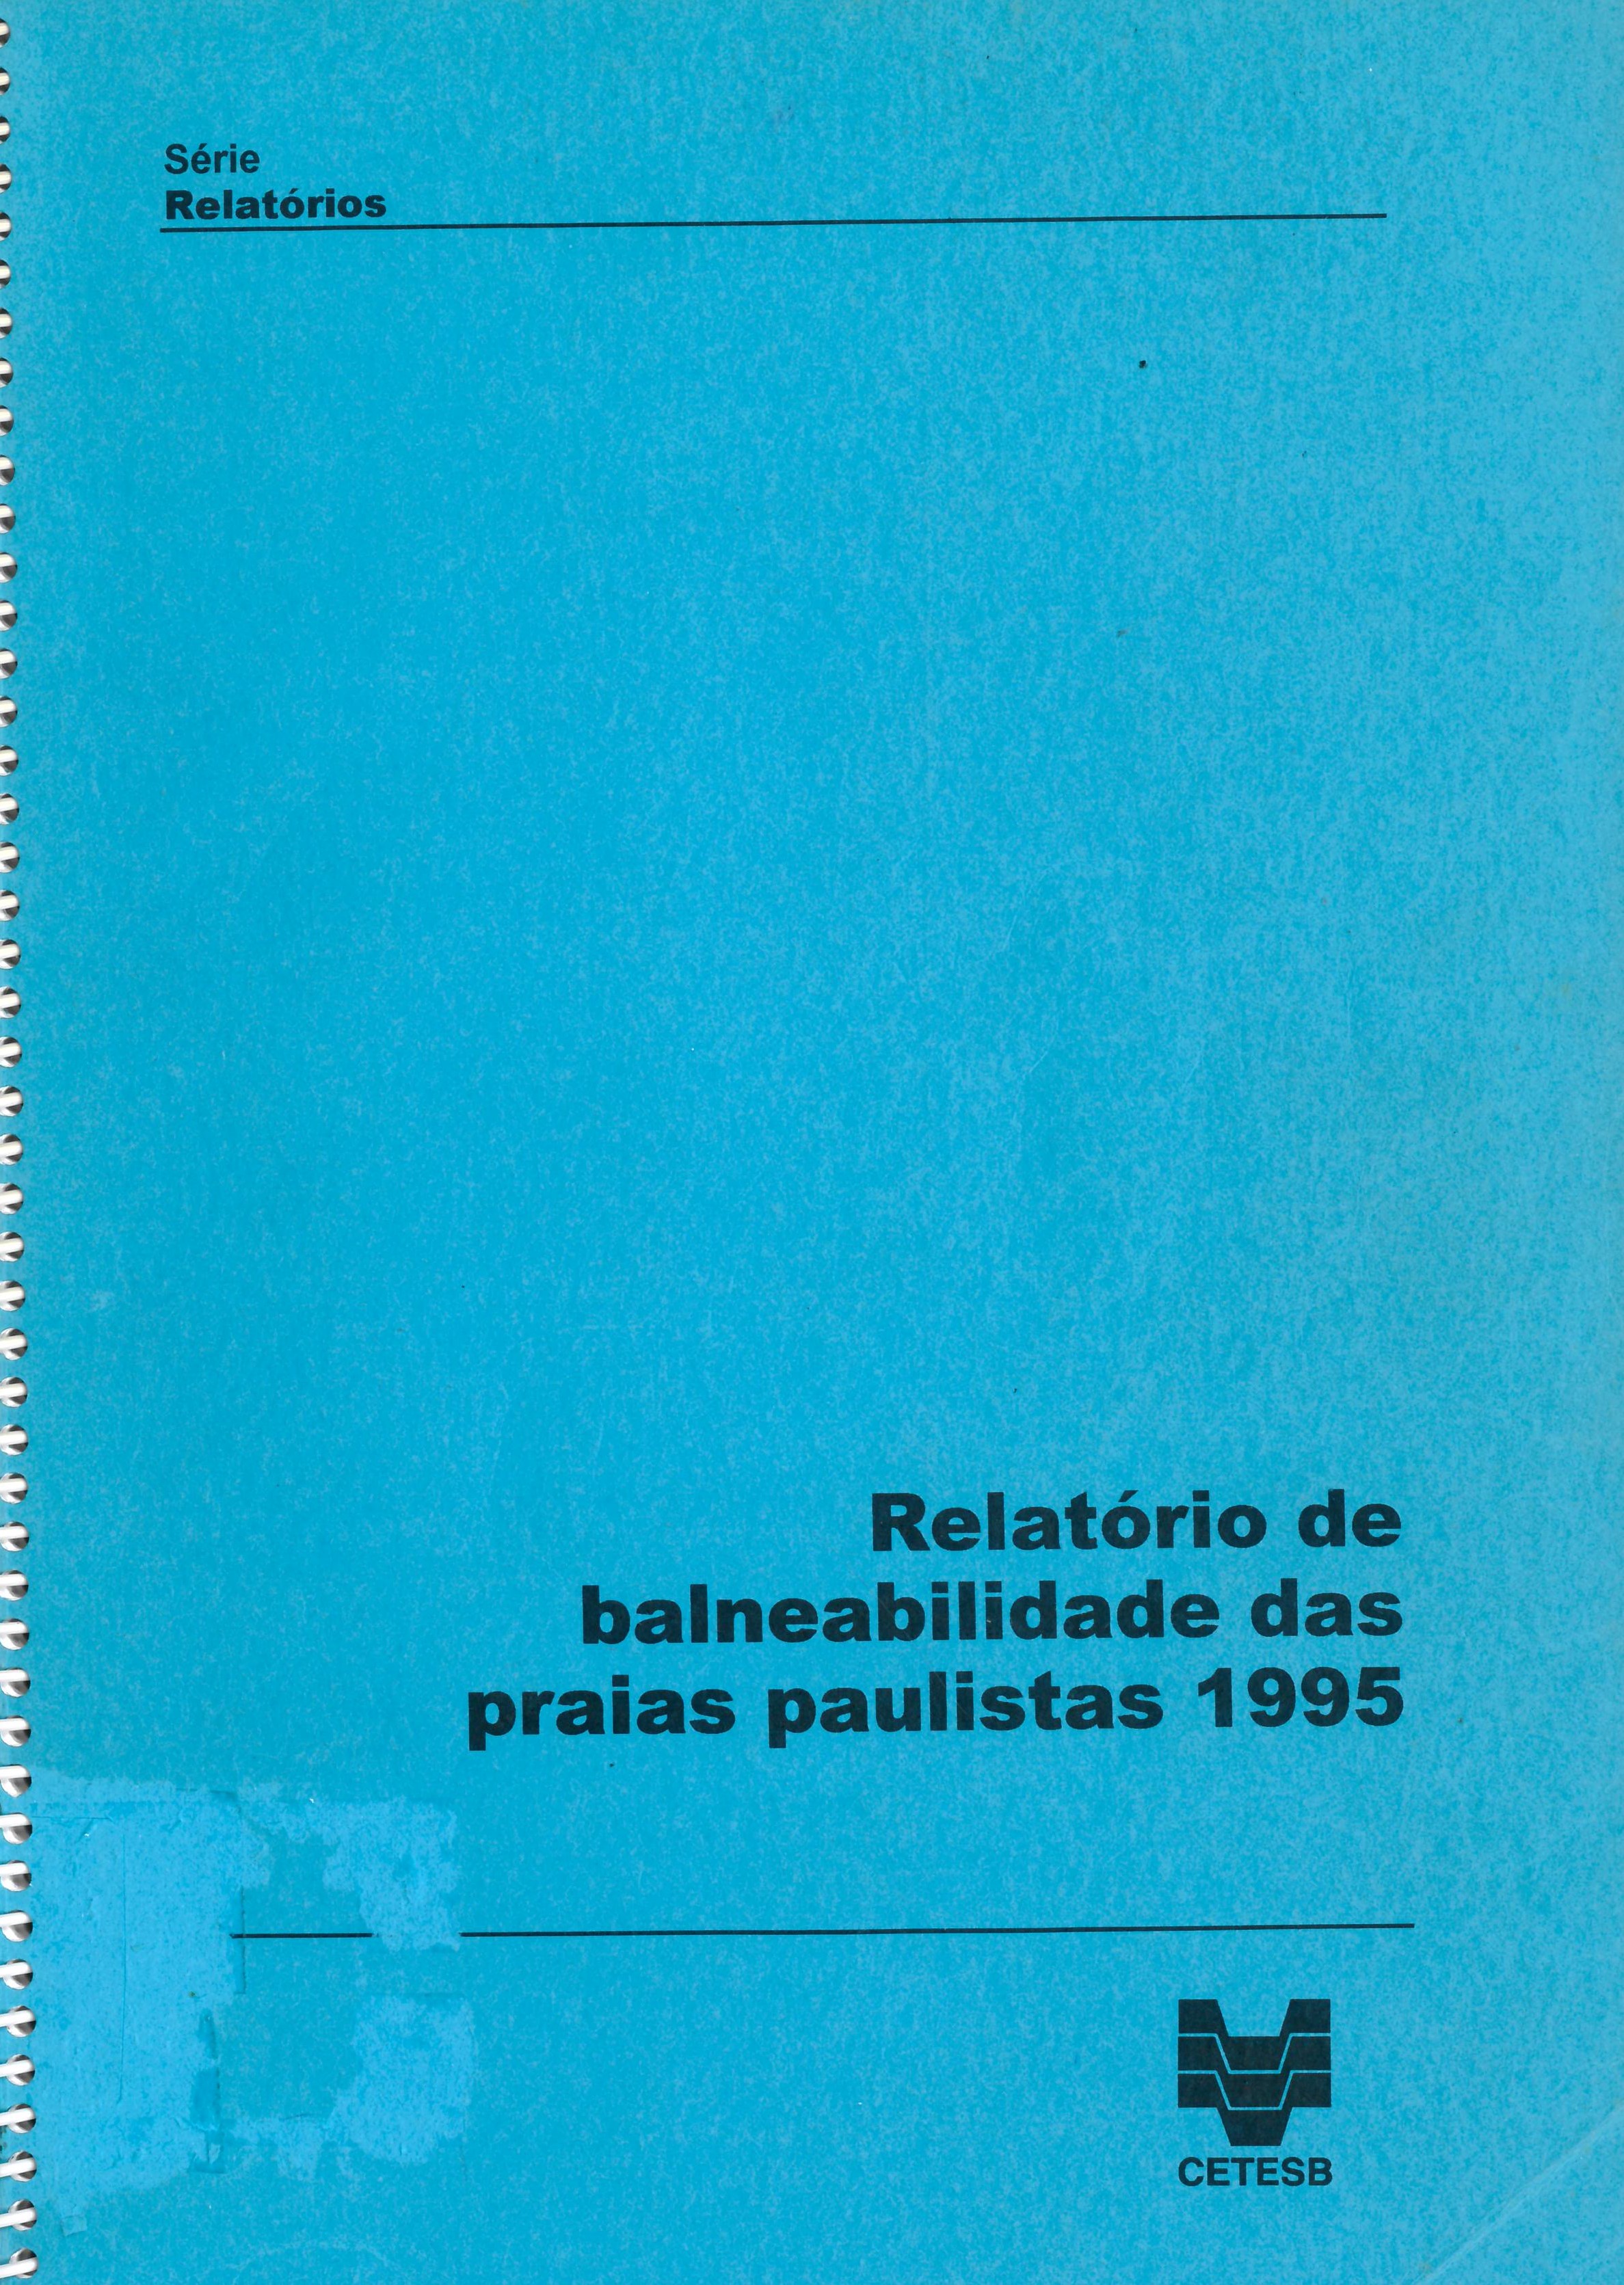 Série
Relatórios
Relatório de
balneabilidade das
praias paulistas 1995
CETESB